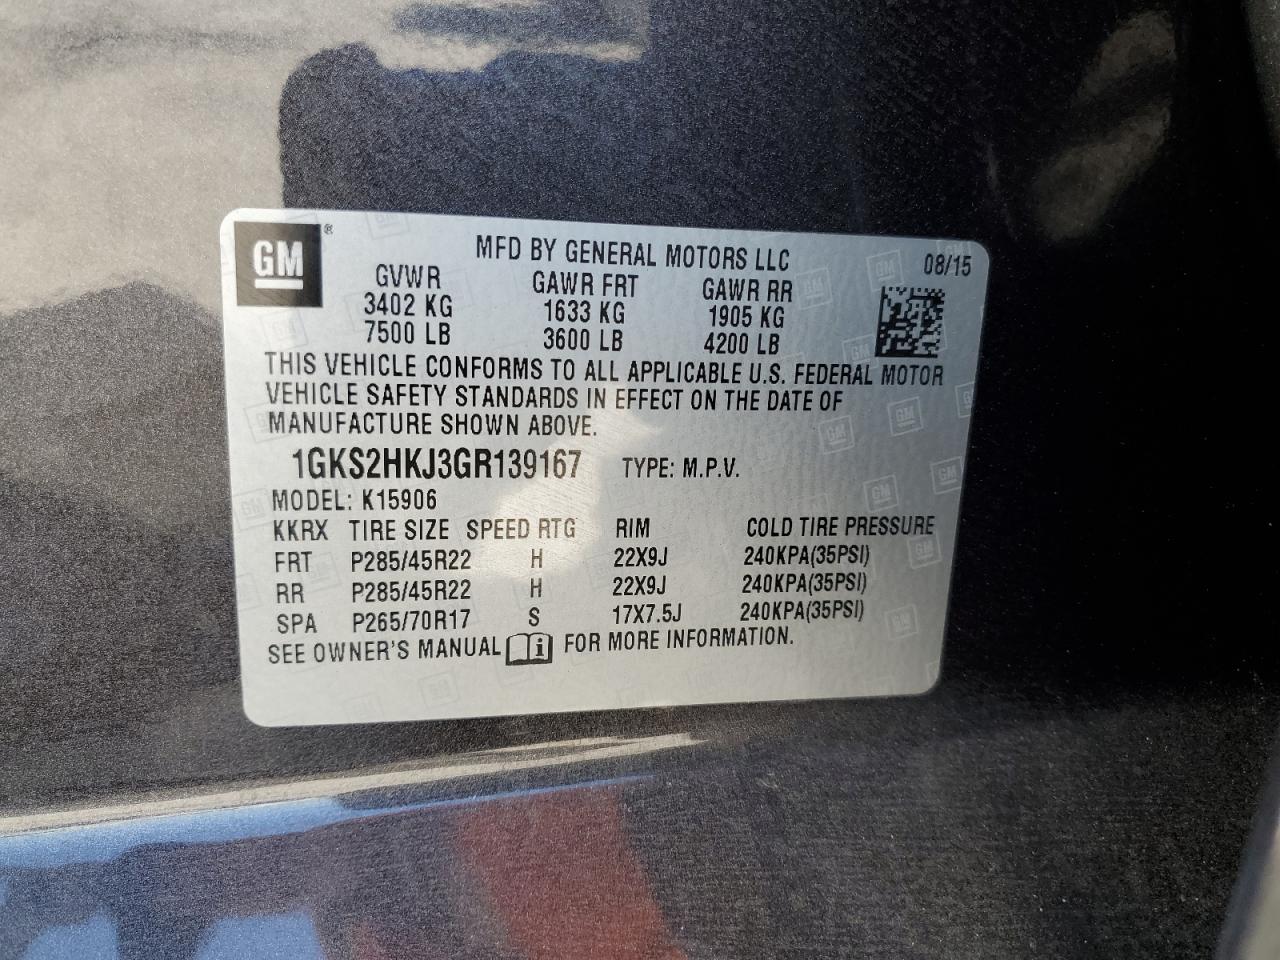 GM ®
MFD BY GENERAL MOTORS LLC
08/15
GVWR GAWR FRT GAWR RR
3402 KG 1633 KG 1905 KG
7500 LB 3600 LB 4200 LB
THIS VEHICLE CONFORMS TO ALL APPLICABLE U.S. FEDERAL MOTOR
VEHICLE SAFETY STANDARDS IN EFFECT ON THE DATE OF
MANUFACTURE SHOWN ABOVE.
1GKS2HKJ3GR139167 TYPE: M.P.V.
MODEL: K15906
KKRX TIRE SIZE SPEED RTG RIM COLD TIRE PRESSURE
FRT P285/45R22 H 22X9J 240KPA(35PSI)
RR P285/45R22 H 22X9J 240KPA(35PSI)
SPA P265/70R17 S 17X7.5J 240KPA(35PSI)
SEE OWNER'S MANUAL i FOR MORE INFORMATION.